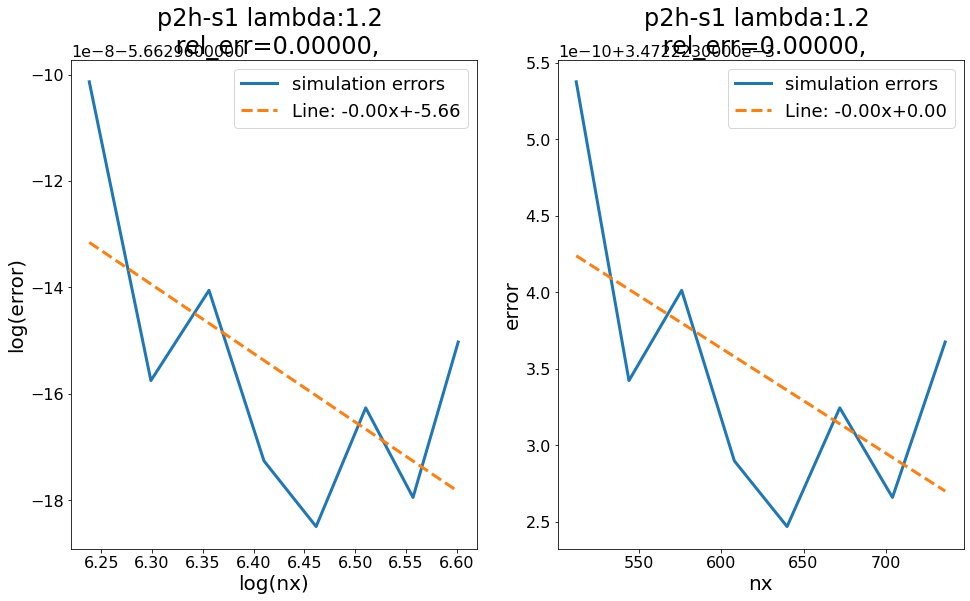 p2h-s1 lambda:1.2
rel_err=0.00000,
1e−8−5.6629600000
simulation errors
Line: -0.00x+-5.66
−10
−12
−14
−16
−18
log(error)
6.25
6.30
6.35
6.40
6.45
6.50
6.55
6.60
log(nx)
p2h-s1 lambda:1.2
rel_err=0.00000,
1e−10+3.4722230000e−3
simulation errors
Line: -0.00x+0.00
5.5
5.0
4.5
4.0
3.5
3.0
2.5
error
550
600
650
700
nx